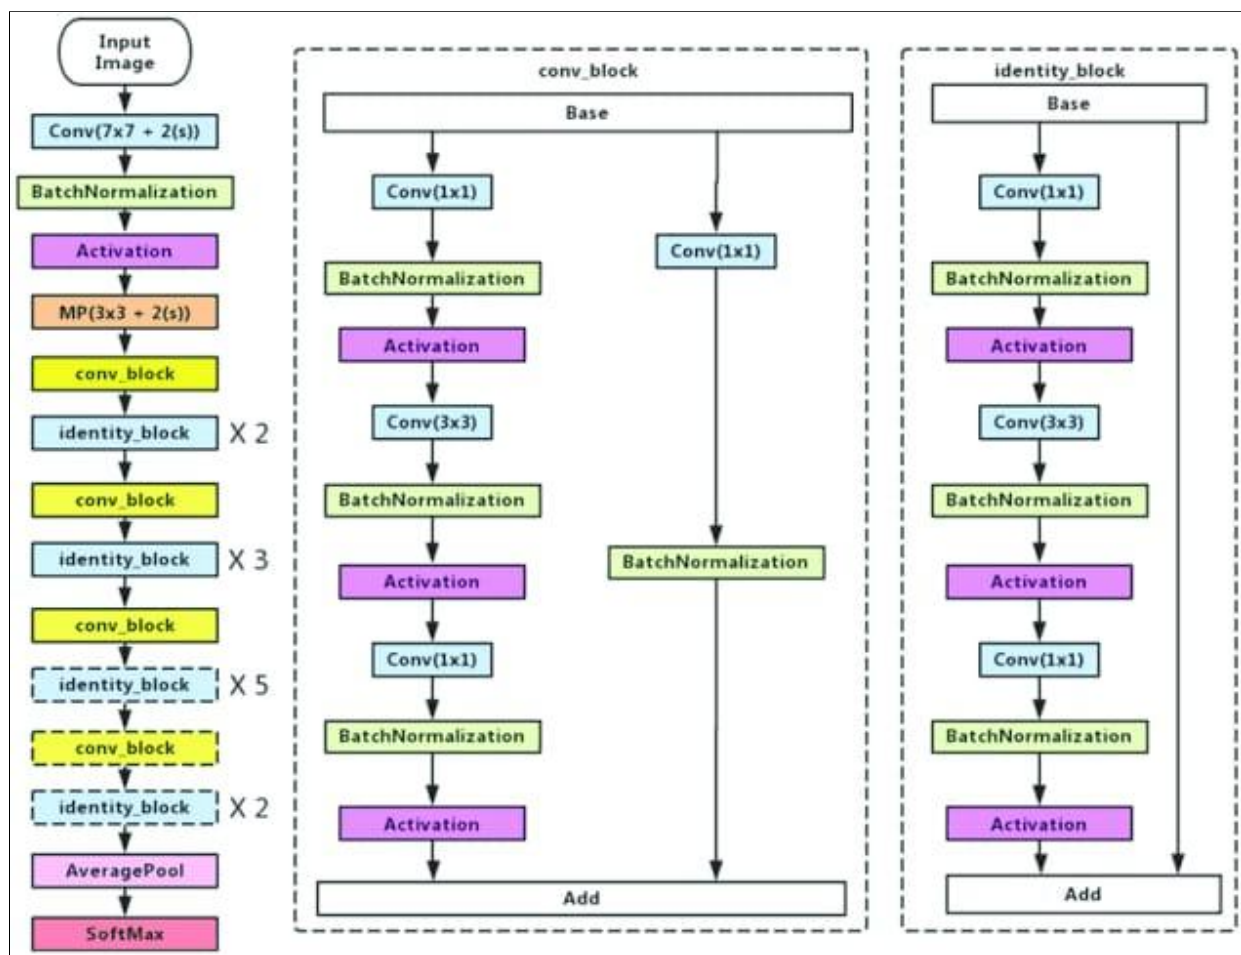 Input
Image
Conv(7x7 + 2(s))
BatchNormalization
Activation
MP(3x3 + 2(s))
conv_block
identity_block X 2
conv_block
identity_block X 3
conv_block
identity_block X 5
conv_block
identity_block X 2
AveragePool
SoftMax
conv_block
Base
Conv(1x1)
BatchNormalization
Activation
Conv(3x3)
BatchNormalization
Activation
Conv(1x1)
BatchNormalization
Activation
Conv(1x1)
BatchNormalization
Add
identity_block
Base
Conv(1x1)
BatchNormalization
Activation
Conv(3x3)
BatchNormalization
Activation
Conv(1x1)
BatchNormalization
Activation
Add